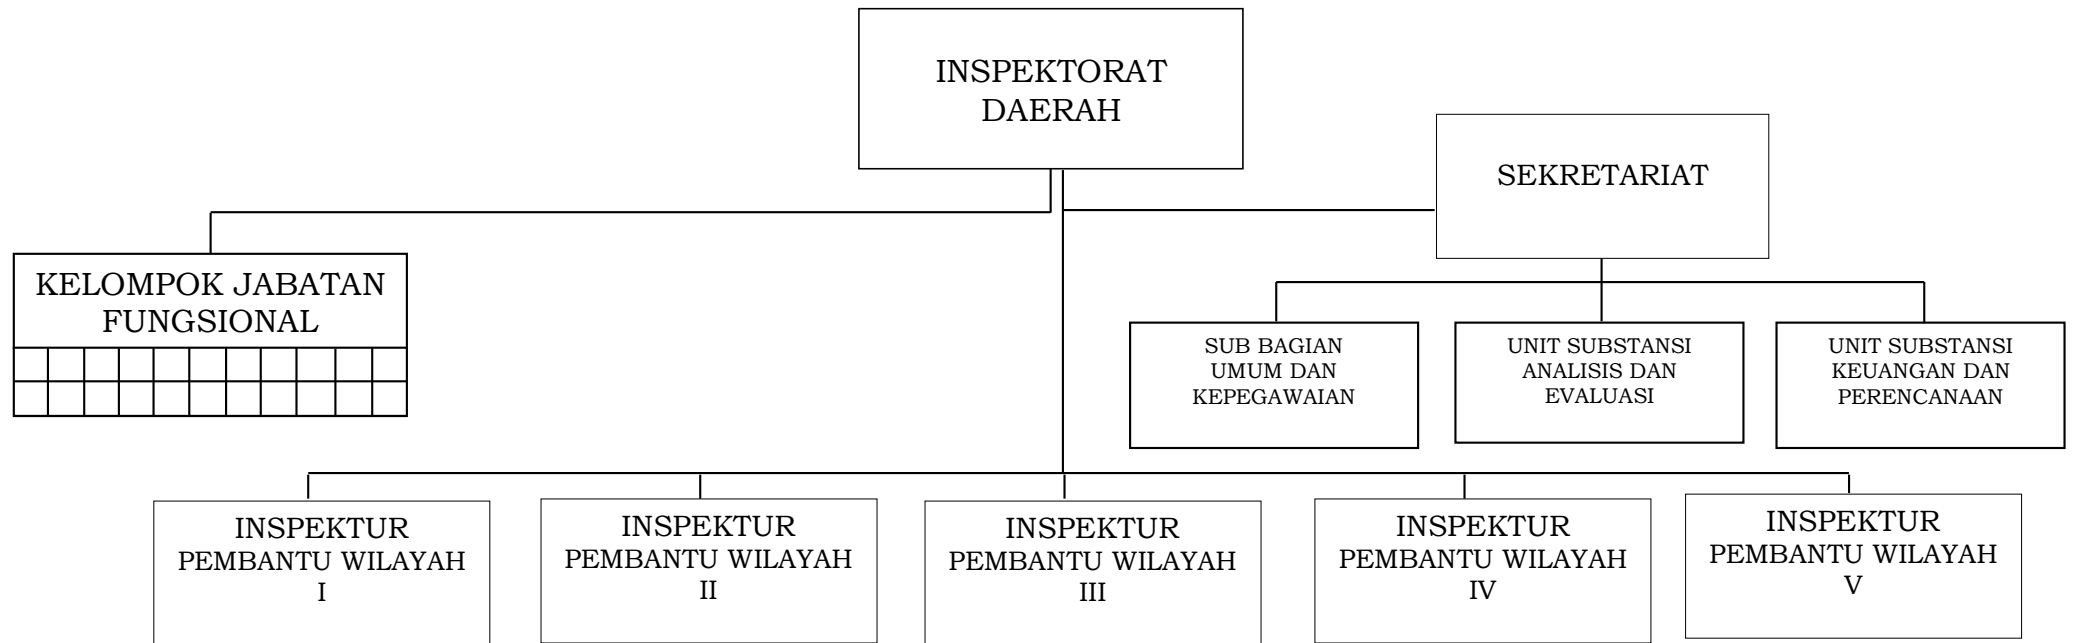 INSPEKTORAT
DAERAH
SEKRETARIAT
KELOMPOK JABATAN
FUNGSIONAL
SUB BAGIAN
UMUM DAN
KEPEGAWAIAN
UNIT SUBSTANSI
ANALISIS DAN
EVALUASI
UNIT SUBSTANSI
KEUANGAN DAN
PERENCANAAN
INSPEKTUR
PEMBANTU WILAYAH
I
INSPEKTUR
PEMBANTU WILAYAH
II
INSPEKTUR
PEMBANTU WILAYAH
III
INSPEKTUR
PEMBANTU WILAYAH
IV
INSPEKTUR
PEMBANTU WILAYAH
V